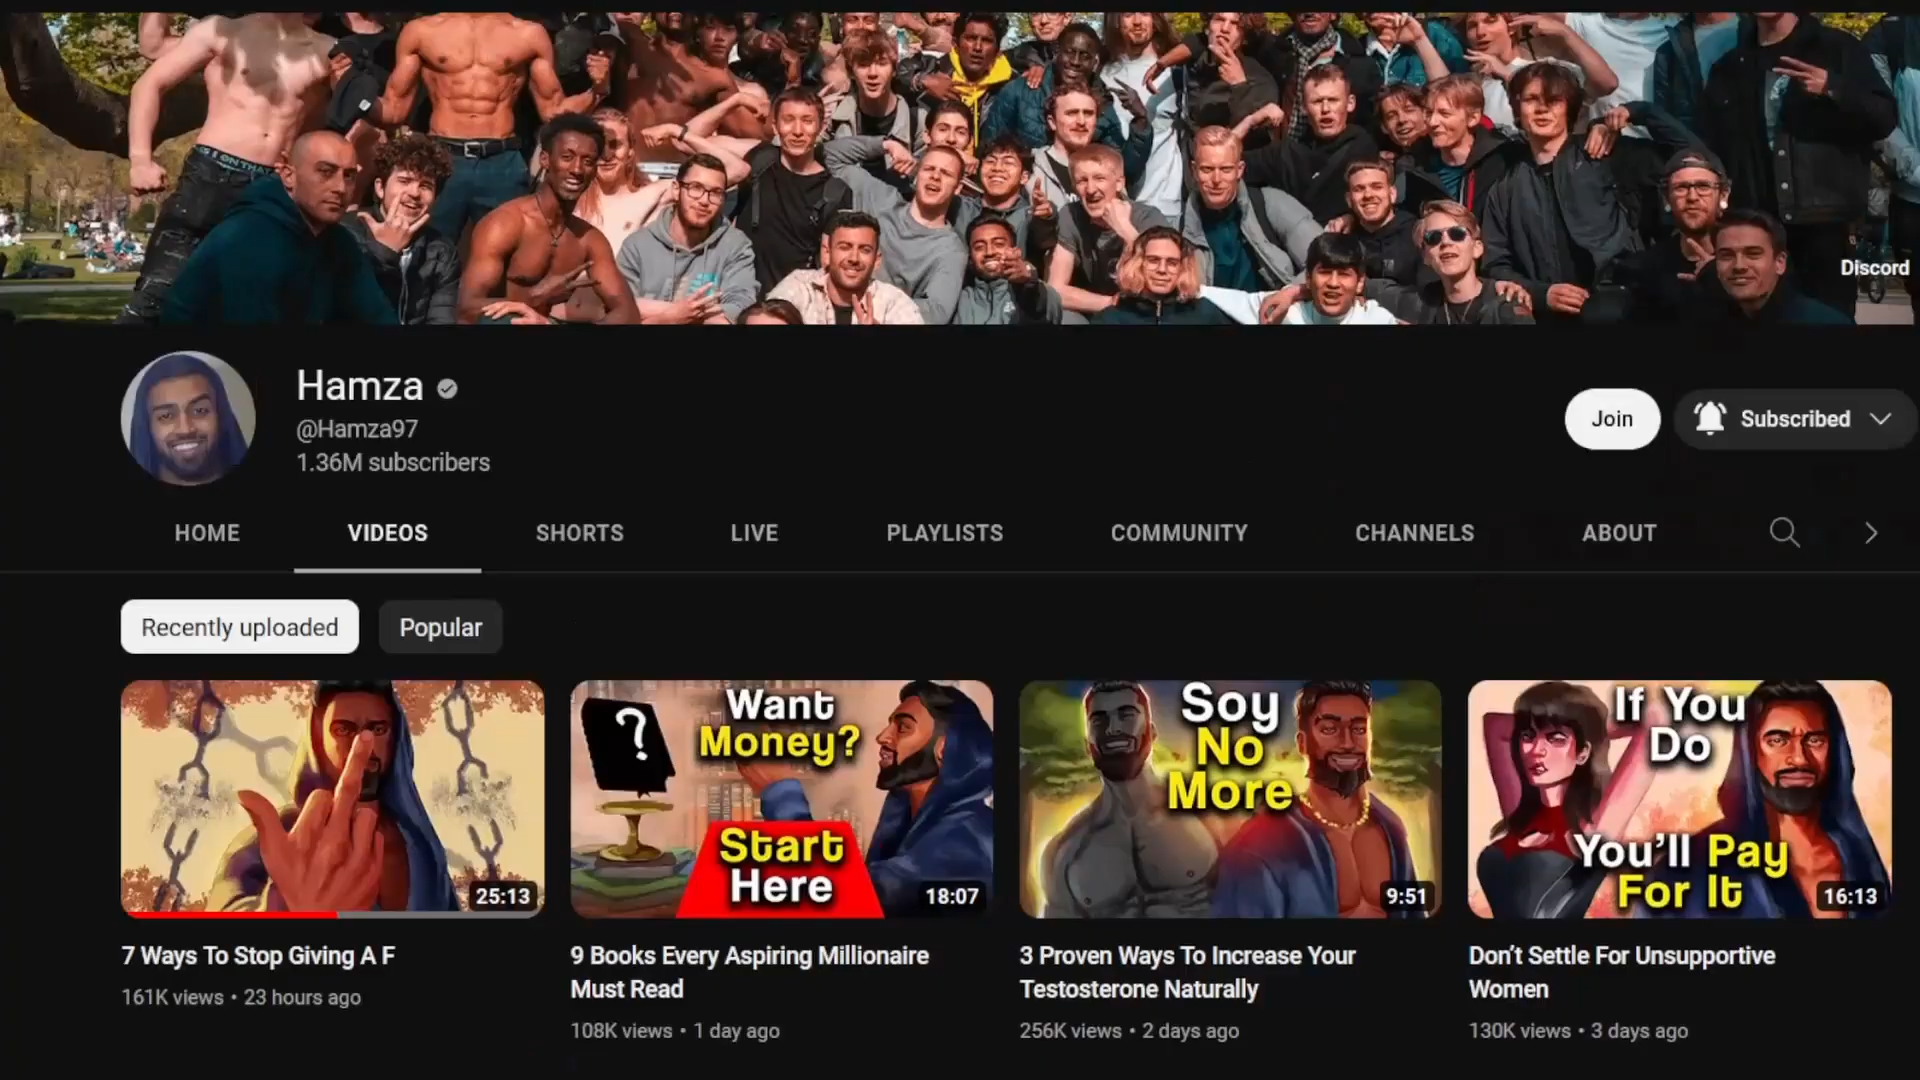 Discord
Hamza
@Hamza97
1.36M subscribers
Join
Subscribed
HOME
VIDEOS
SHORTS
LIVE
PLAYLISTS
COMMUNITY
CHANNELS
ABOUT
Recently uploaded
Popular
25:13
7 Ways To Stop Giving A F
161K views • 23 hours ago
?
Want
Money?
Start
Here
18:07
9 Books Every Aspiring Millionaire
Must Read
108K views • 1 day ago
Soy
No
More
9:51
3 Proven Ways To Increase Your
Testosterone Naturally
256K views • 2 days ago
If You
Do
You'll Pay
For It
16:13
Don't Settle For Unsupportive
Women
130K views • 3 days ago